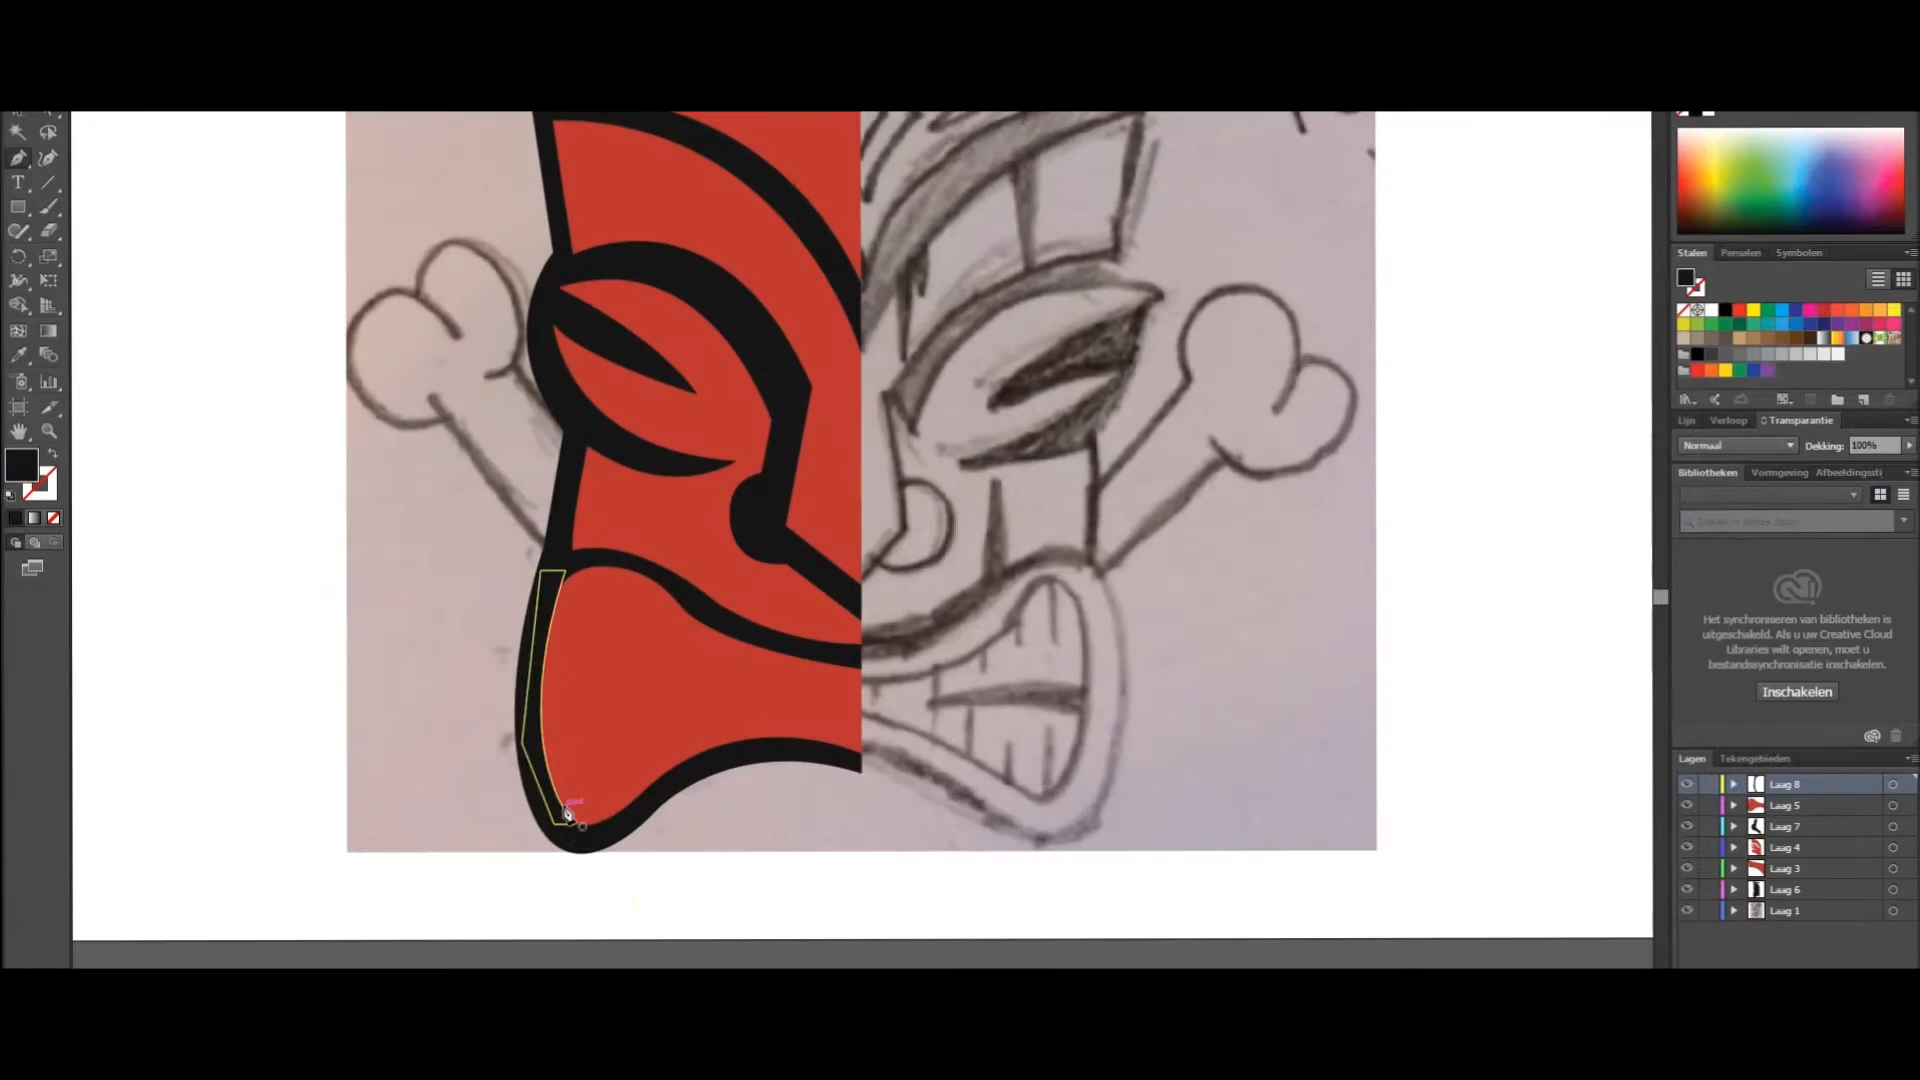 T
Stalen Penselen Symbolen
Lijn Verloop Transparantie
Normaal Dekking: 100%
Bibliotheken Vormgeving Afbeeldingssti
Het synchroniseren van bibliotheken is
uitgeschakeld. Als u uw Creative Cloud
Libraries wilt openen, moet u
bestandssynchronisatie inschakelen.
Inschakelen
Lagen Tekengebieden
Laag 8
Laag 5
Laag 7
Laag 4
Laag 3
Laag 6
Laag 1